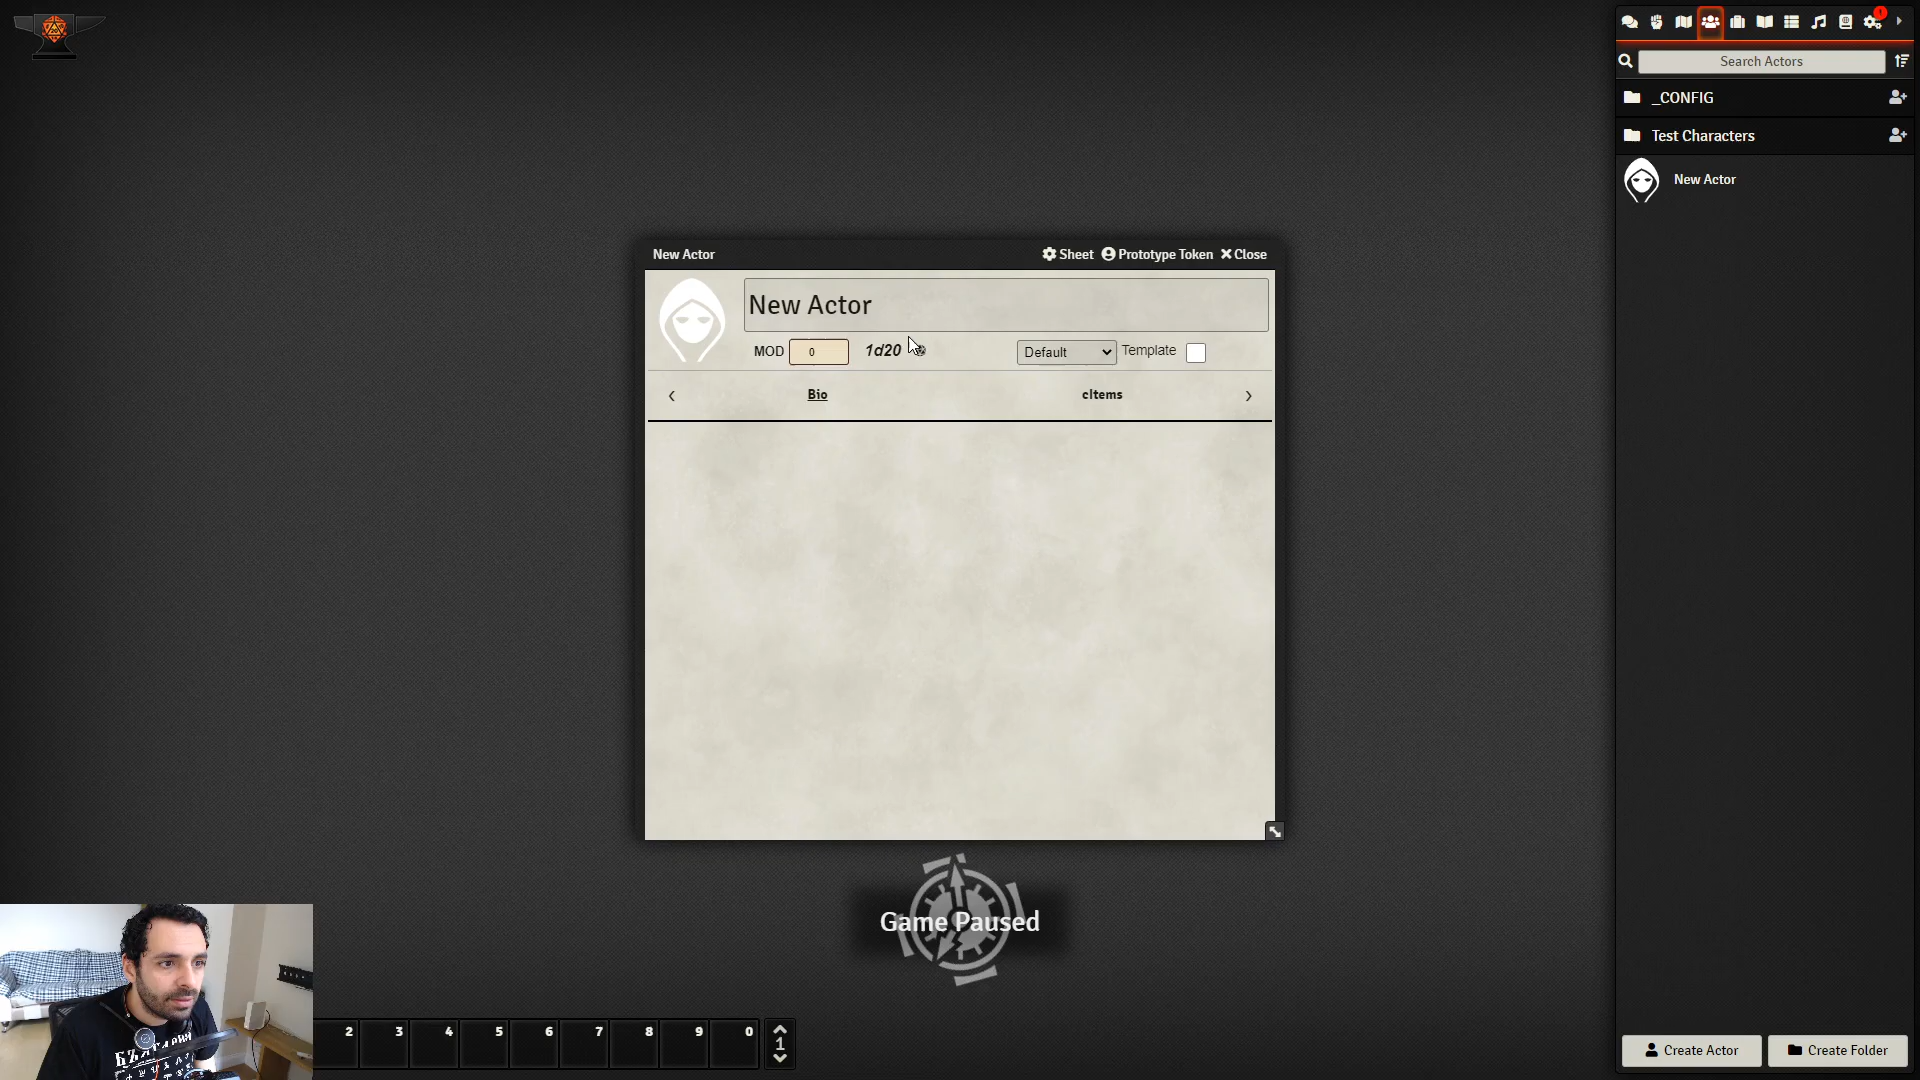 Search Actors
_CONFIG
Test Characters
New Actor
New Actor
Sheet
Prototype Token
Close
New Actor
MOD
0
1d20
Default
Template
Bio
cItems
Game Paused
2
3
4
5
6
7
8
9
0
1
Create Actor
Create Folder